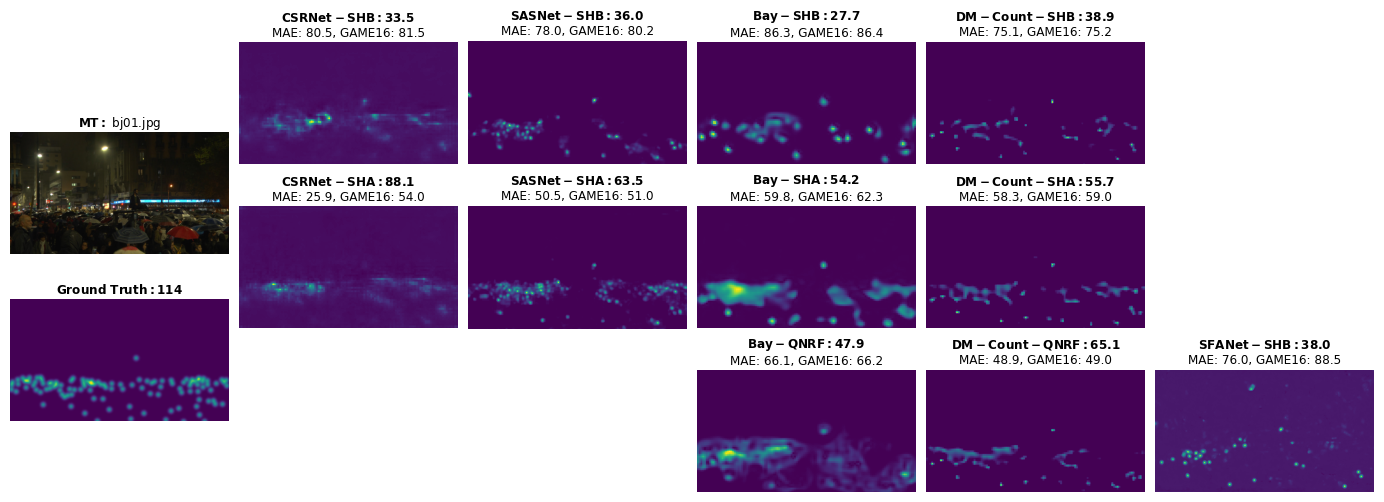 CSRNet−SHB: 33.5
MAE: 80.5, GAME16: 81.5
SASNet−SHB: 36.0
MAE: 78.0, GAME16: 80.2
Bay−SHB: 27.7
MAE: 86.3, GAME16: 86.4
DM−Count−SHB: 38.9
MAE: 75.1, GAME16: 75.2
MT: bj01.jpg
CSRNet−SHA: 88.1
MAE: 25.9, GAME16: 54.0
SASNet−SHA: 63.5
MAE: 50.5, GAME16: 51.0
Bay−SHA: 54.2
MAE: 59.8, GAME16: 62.3
DM−Count−SHA: 55.7
MAE: 58.3, GAME16: 59.0
Ground Truth: 114
Bay−QNRF: 47.9
MAE: 66.1, GAME16: 66.2
DM−Count−QNRF: 65.1
MAE: 48.9, GAME16: 49.0
SFANet−SHB: 38.0
MAE: 76.0, GAME16: 88.5